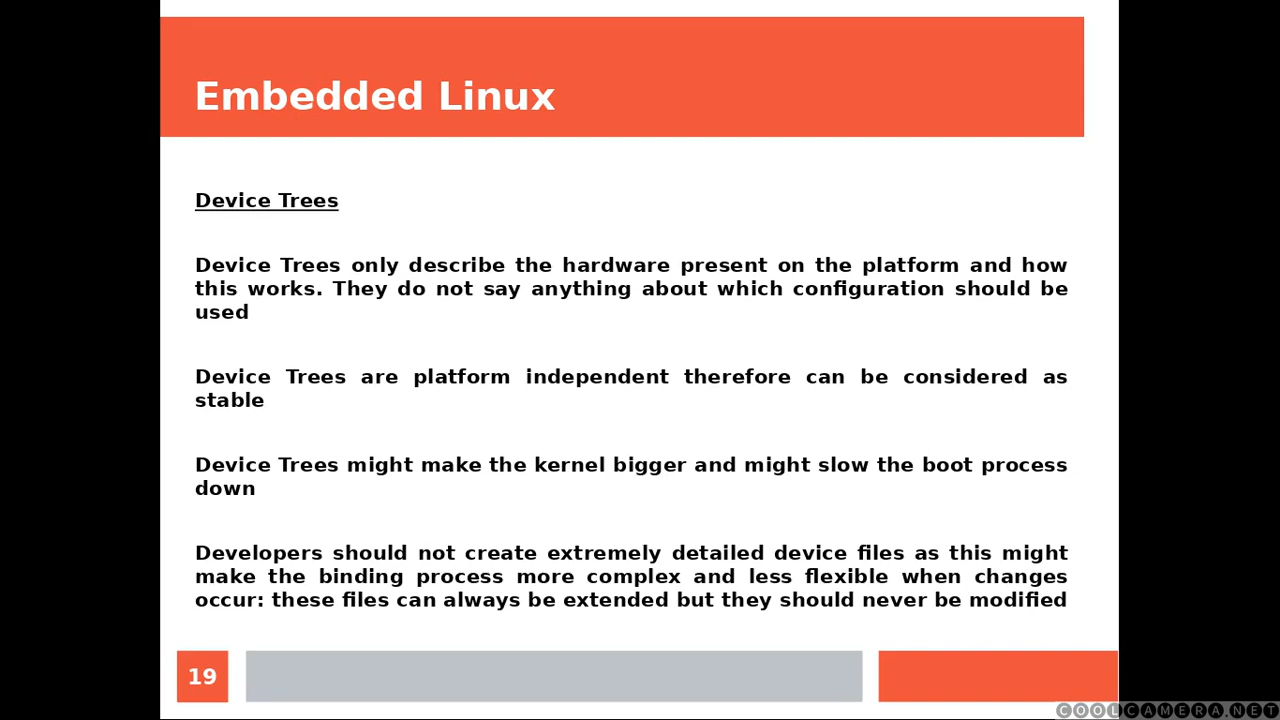 Embedded Linux
Device Trees
Device Trees only describe the hardware present on the platform and how
this works. They do not say anything about which configuration should be
used
Device Trees are platform independent therefore can be considered as
stable
Device Trees might make the kernel bigger and might slow the boot process
down
Developers should not create extremely detailed device files as this might
make the binding process more complex and less flexible when changes
occur: these files can always be extended but they should never be modified
19
COOLCAMERA.NET